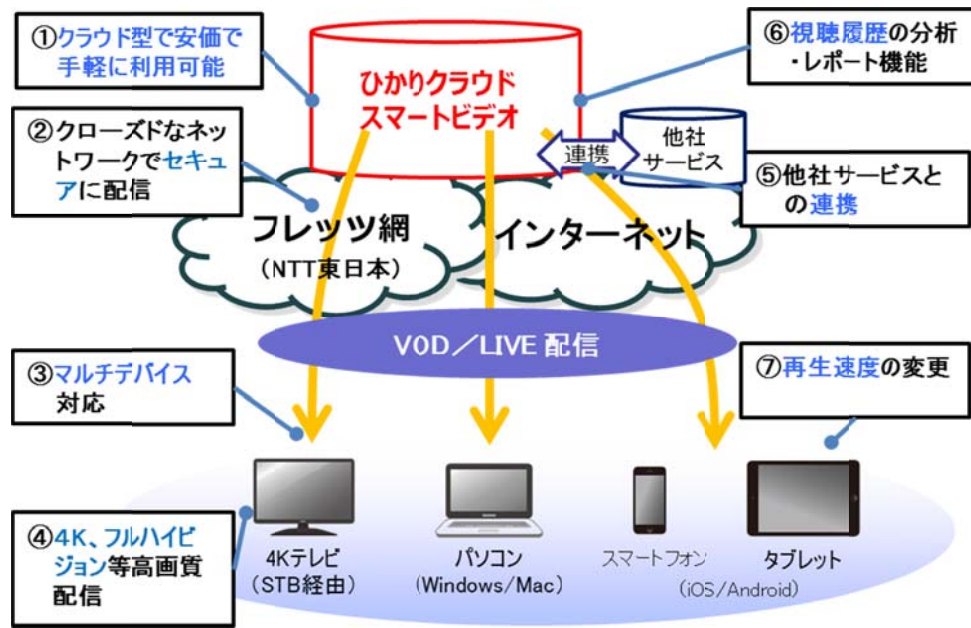 ①クラウド型で安価で
手軽に利用可能
ひかりクラウド
スマートビデオ
⑥視聴履歴の分析
・レポート機能
②クローズドなネッ
トワークでセキュ
アに配信
連携
他社
サービス
⑤他社サービスと
の連携
フレッツ網
(NTT東日本)
インターネット
VOD／LIVE 配信
③マルチデバイス
対応
⑦再生速度の変更
④4K、フルハイビ
ジョン等高画質
配信
4Kテレビ
(STB経由)
パソコン
(Windows/Mac)
スマートフォン
タブレット
(iOS/Android)